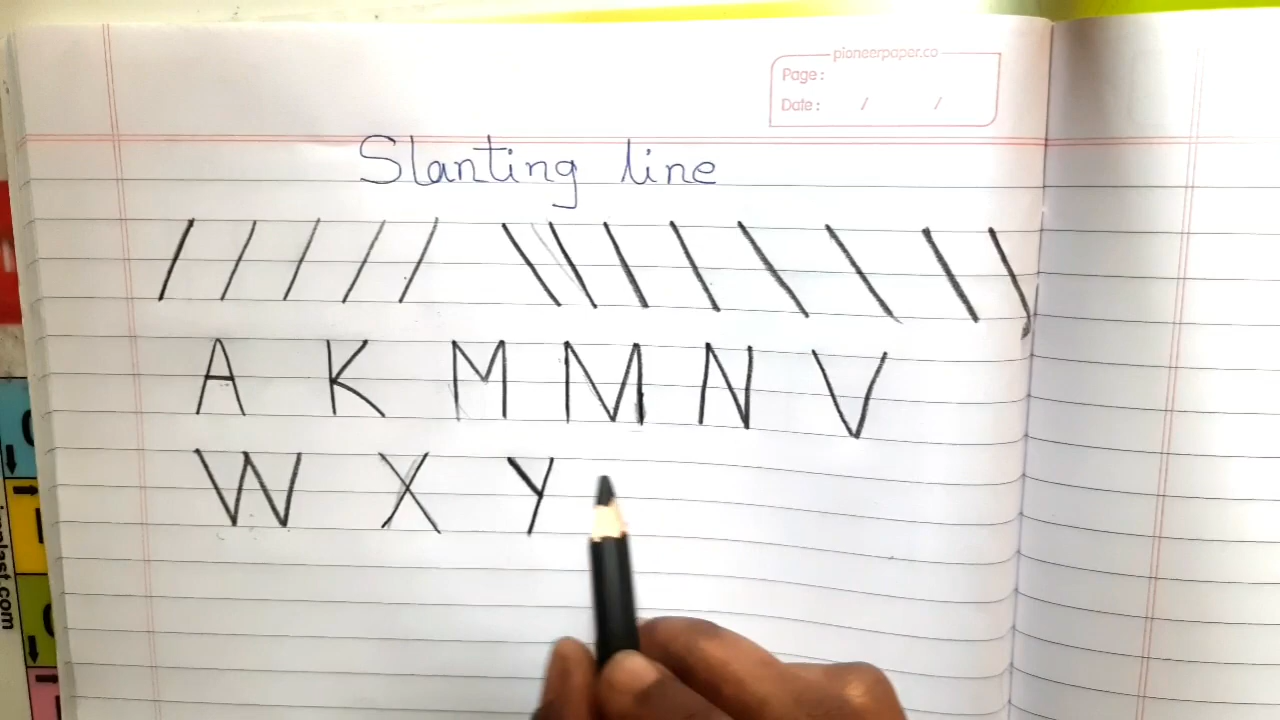 pioneerpaper.co
Page :
Date : / /
Slanting line
/ / / / / \ \ \ \ \ \ \ \
A K M M N V
W X Y